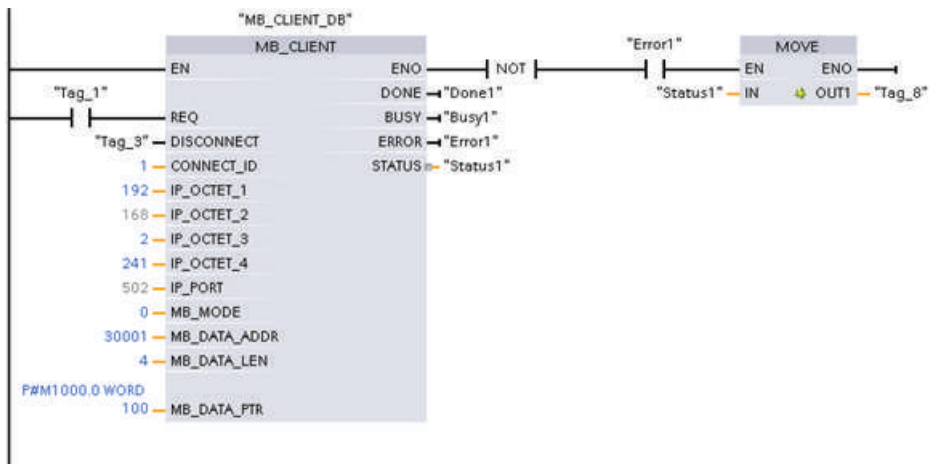 "MB_CLIENT_DB"
MB_CLIENT "Error1" MOVE
EN ENO NOT EN ENO
"Tag_1" DONE "Done1" "Status1" IN OUT1 "Tag_8"
REQ BUSY "Busy1"
"Tag_3" DISCONNECT ERROR "Error1"
1 CONNECT_ID STATUS "Status1"
192 IP_OCTET_1
168 IP_OCTET_2
2 IP_OCTET_3
241 IP_OCTET_4
502 IP_PORT
0 MB_MODE
30001 MB_DATA_ADDR
4 MB_DATA_LEN
P#M1000.0 WORD
100 MB_DATA_PTR